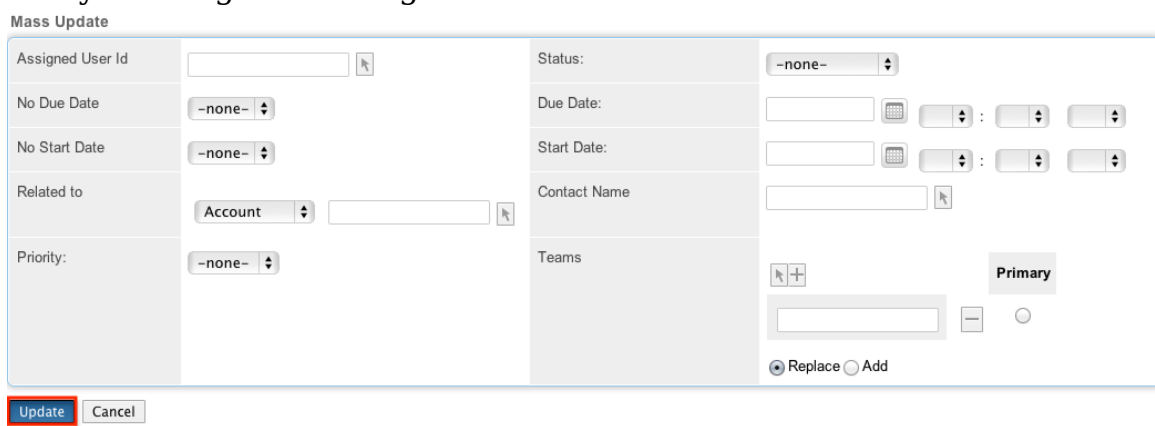 Mass Update
Assigned User Id
Status:
-none-
No Due Date
-none-
Due Date:
:
No Start Date
-none-
Start Date:
:
Related to
Account
Contact Name
Priority:
-none-
Teams
Primary
Replace Add
Update Cancel